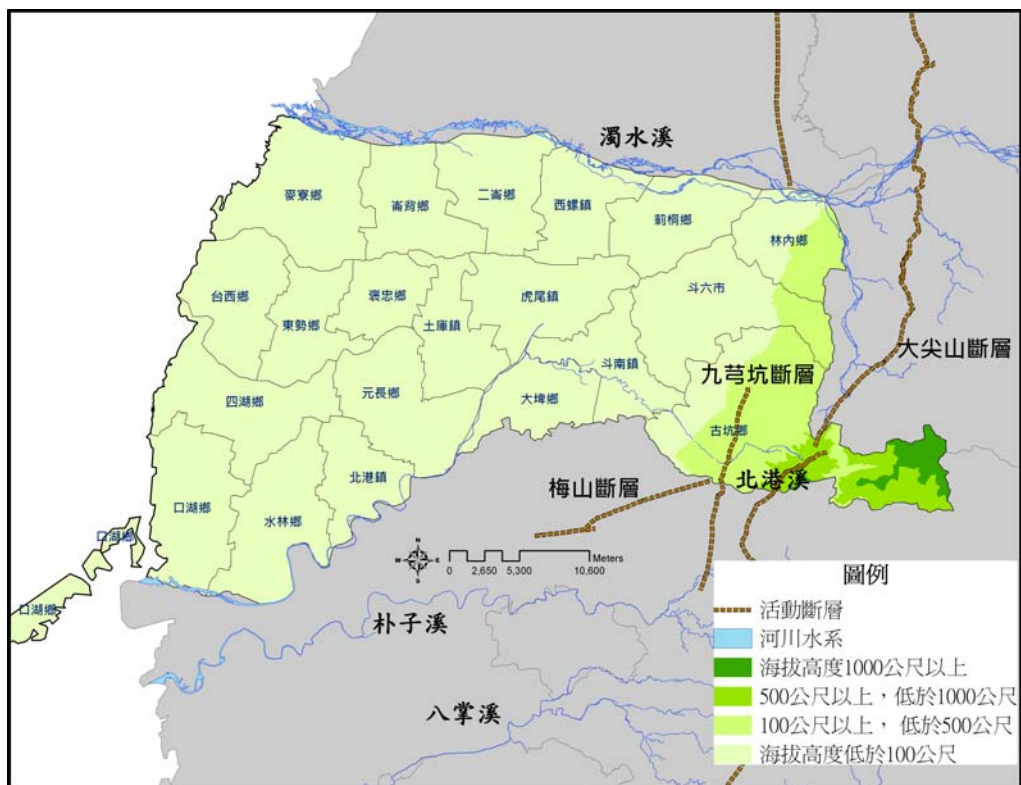 濁水溪
麥寮鄉
崙背鄉
二崙鄉
西螺鎮
莿桐鄉
林內鄉
台西鄉
東勢鄉
褒忠鄉
土庫鎮
虎尾鎮
斗六市
斗南鎮
大尖山斷層
九芎坑斷層
四湖鄉
元長鄉
大埤鄉
古坑鄉
北港鎮
北港溪
梅山斷層
口湖鄉
水林鄉
口湖鄉
口湖鄉
N
W
E
S
Meters
0 2,650 5,300 10,600
朴子溪
八掌溪
圖例
活動斷層
河川水系
海拔高度1000公尺以上
500公尺以上，低於1000公尺
100公尺以上， 低於500公尺
海拔高度低於100公尺